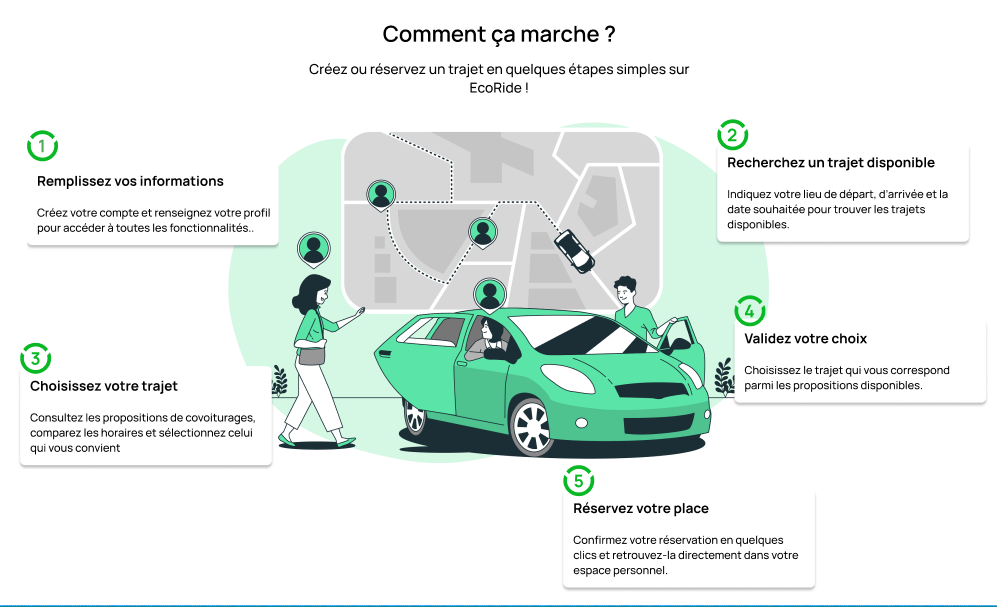 Comment ça marche ?
Créez ou réservez un trajet en quelques étapes simples sur
EcoRide !
1
Remplissez vos informations
Créez votre compte et renseignez votre profil
pour accéder à toutes les fonctionnalités..
2
Recherchez un trajet disponible
Indiquez votre lieu de départ, d'arrivée et la
date souhaitée pour trouver les trajets
disponibles.
3
Choisissez votre trajet
Consultez les propositions de covoiturages,
comparez les horaires et sélectionnez celui
qui vous convient
4
Validez votre choix
Choisissez le trajet qui vous correspond
parmi les propositions disponibles.
5
Réservez votre place
Confirmez votre réservation en quelques
clics et retrouvez-la directement dans votre
espace personnel.